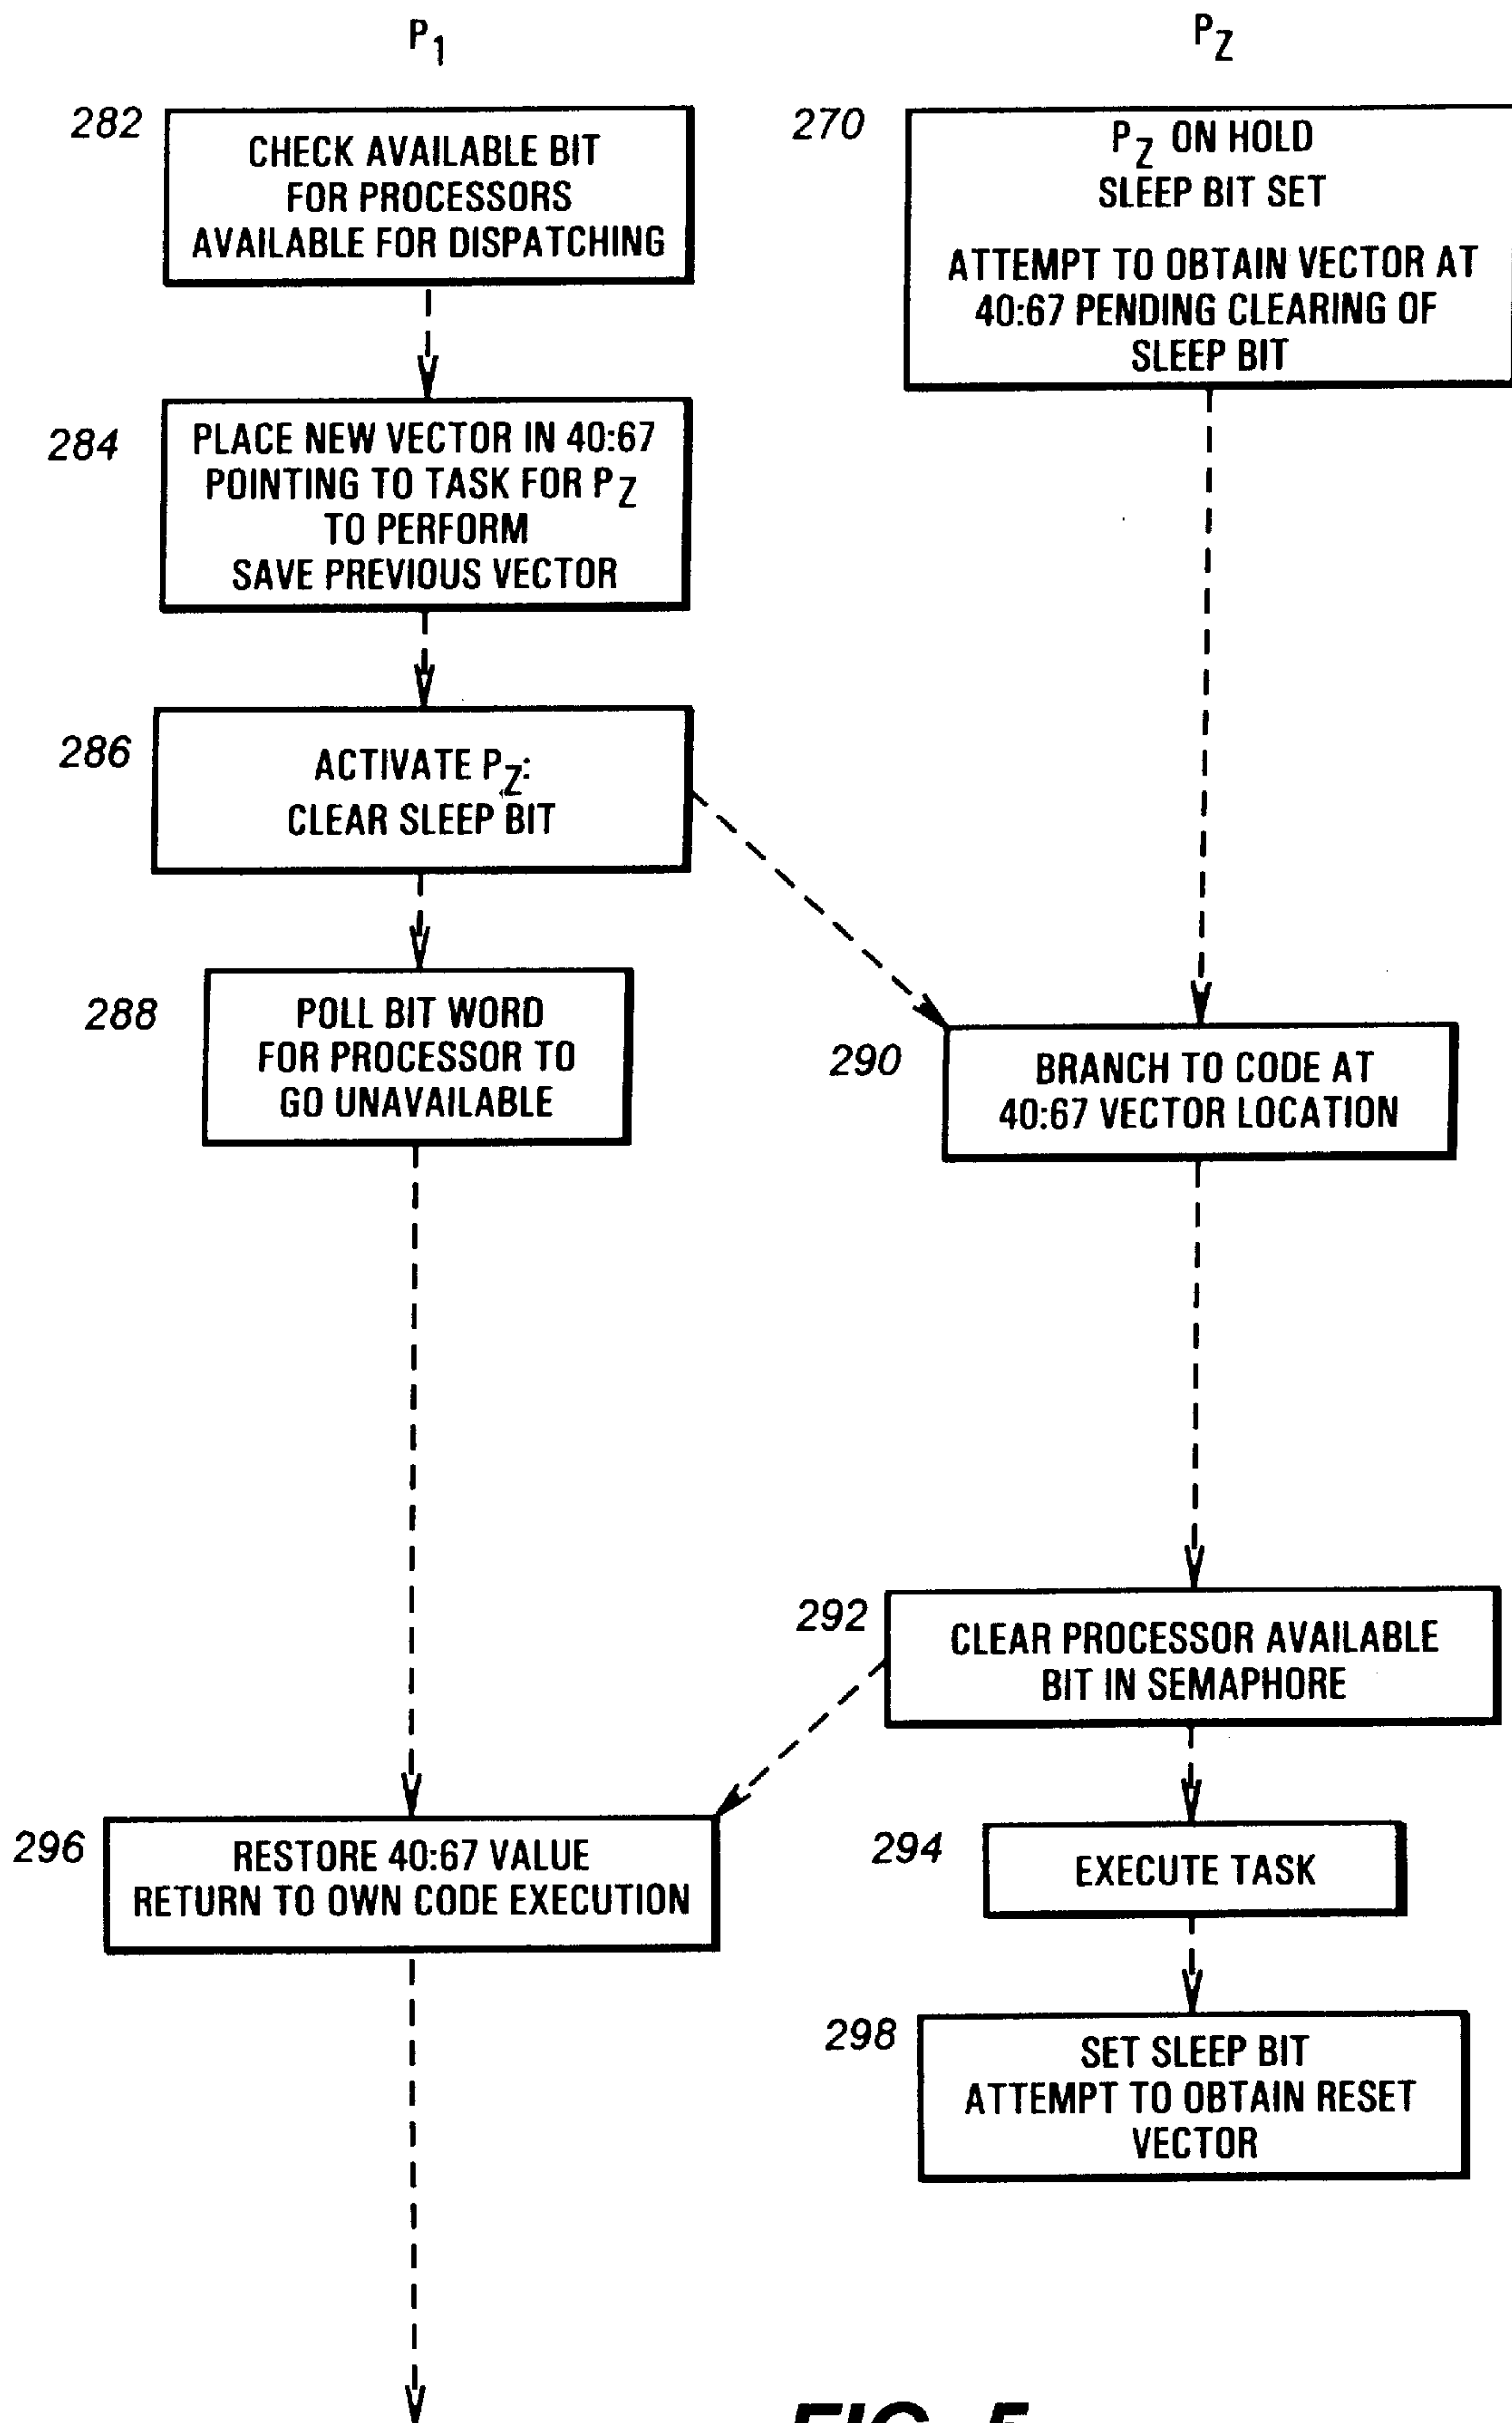 P1
PZ
282
CHECK AVAILABLE BIT
FOR PROCESSORS
AVAILABLE FOR DISPATCHING
270
PZ ON HOLD
SLEEP BIT SET
ATTEMPT TO OBTAIN VECTOR AT
40:67 PENDING CLEARING OF
SLEEP BIT
284
PLACE NEW VECTOR IN 40:67
POINTING TO TASK FOR PZ
TO PERFORM
SAVE PREVIOUS VECTOR
286
ACTIVATE PZ:
CLEAR SLEEP BIT
288
POLL BIT WORD
FOR PROCESSOR TO
GO UNAVAILABLE
290
BRANCH TO CODE AT
40:67 VECTOR LOCATION
292
CLEAR PROCESSOR AVAILABLE
BIT IN SEMAPHORE
296
RESTORE 40:67 VALUE
RETURN TO OWN CODE EXECUTION
294
EXECUTE TASK
298
SET SLEEP BIT
ATTEMPT TO OBTAIN RESET
VECTOR
FIG. 5